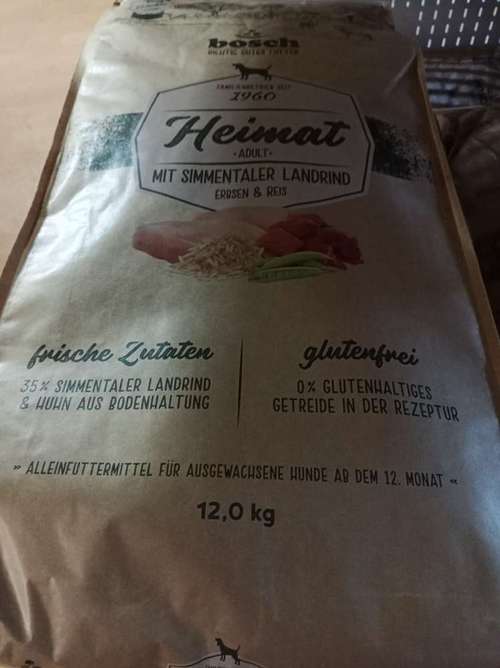 bosch
FAMILIENBETRIEB SEIT
1960
Heimat
• ADULT •
MIT SIMMENTALER LANDRIND
ERBSEN & REIS
frische Zutaten
35 % SIMMENTALER LANDRIND
& HUHN AUS BODENHALTUNG
glutenfrei
0 % GLUTENHALTIGES
GETREIDE IN DER REZEPTUR
» ALLEINFUTTERMITTEL FÜR AUSGEWACHSENE HUNDE AB DEM 12. MONAT «
12,0 kg